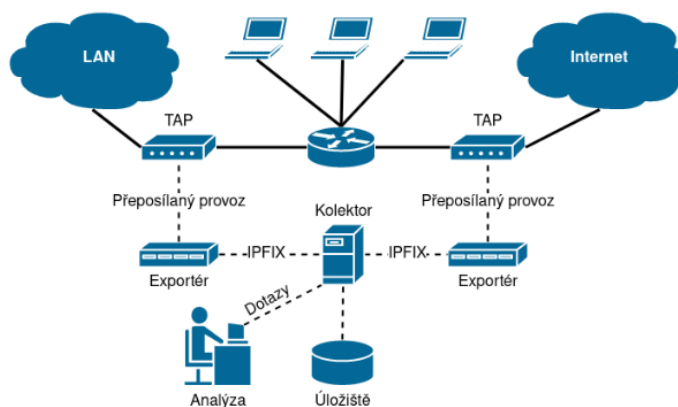 LAN
Internet
TAP
TAP
Přeposílaný provoz
Přeposílaný provoz
Kolektor
IPFIX
IPFIX
Exportér
Exportér
Dotazy
Analýza
Úložiště